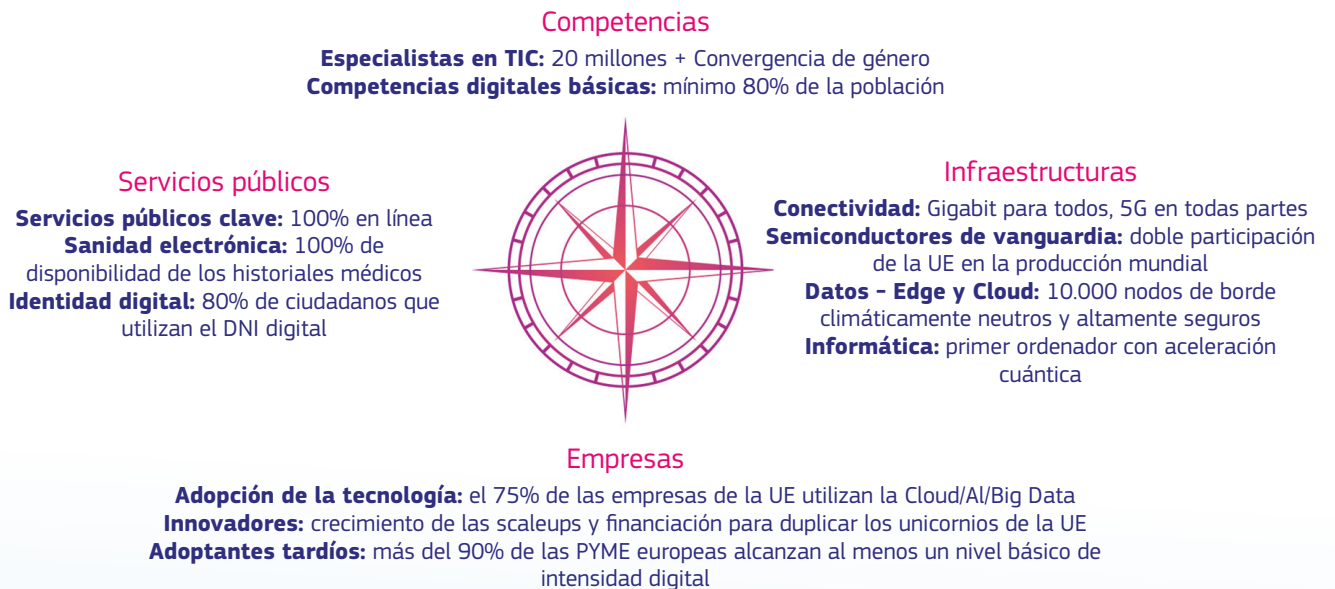 Competencias
Especialistas en TIC: 20 millones + Convergencia de género
Competencias digitales básicas: mínimo 80% de la población
Servicios públicos
Servicios públicos clave: 100% en línea
Sanidad electrónica: 100% de
disponibilidad de los historiales médicos
Identidad digital: 80% de ciudadanos que
utilizan el DNI digital
Infraestructuras
Conectividad: Gigabit para todos, 5G en todas partes
Semiconductores de vanguardia: doble participación
de la UE en la producción mundial
Datos - Edge y Cloud: 10.000 nodos de borde
climáticamente neutros y altamente seguros
Informática: primer ordenador con aceleración
cuántica
Empresas
Adopción de la tecnología: el 75% de las empresas de la UE utilizan la Cloud/Al/Big Data
Innovadores: crecimiento de las scaleups y financiación para duplicar los unicornios de la UE
Adoptantes tardíos: más del 90% de las PYME europeas alcanzan al menos un nivel básico de
intensidad digital